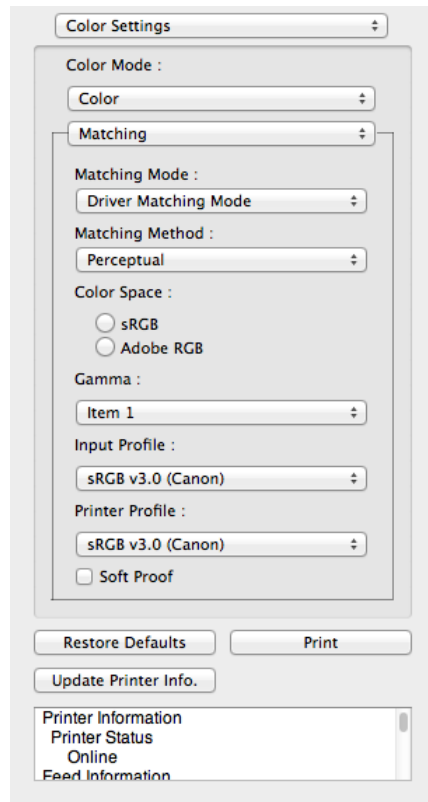 Color Settings
Color Mode :
Color
Matching
Matching Mode :
Driver Matching Mode
Matching Method :
Perceptual
Color Space :
sRGB
Adobe RGB
Gamma :
Item 1
Input Profile :
sRGB v3.0 (Canon)
Printer Profile :
sRGB v3.0 (Canon)
Soft Proof
Restore Defaults Print
Update Printer Info.
Printer Information
Printer Status
Online
Feed Information